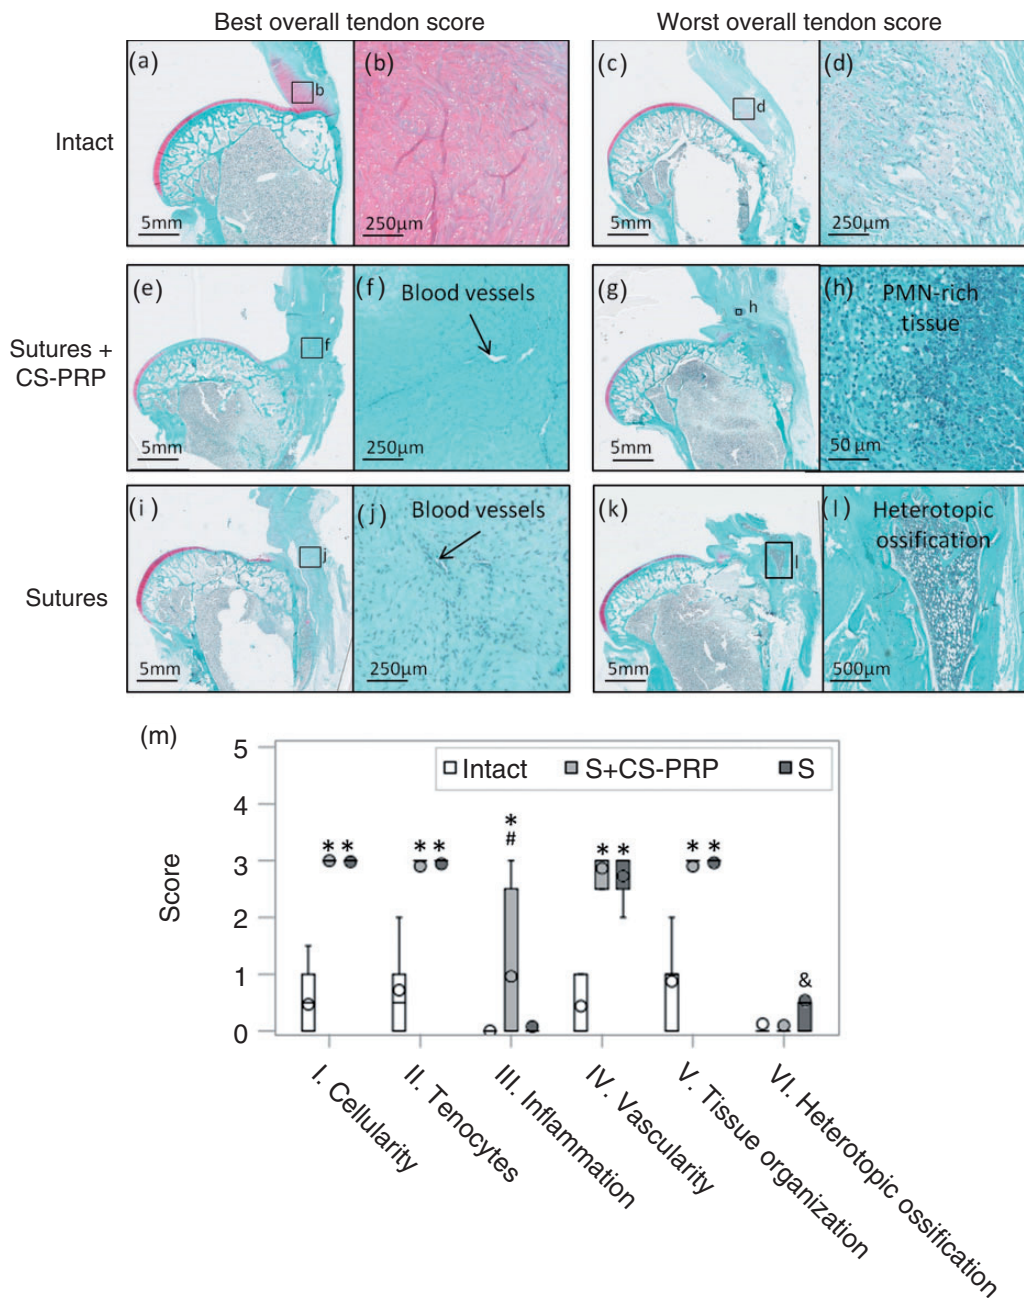 Best overall tendon score
Worst overall tendon score
Intact
(a)
b
5mm
(b)
250μm
(c)
d
5mm
(d)
250μm
Sutures +
CS-PRP
(e)
f
5mm
(f)
Blood vessels
250μm
(g)
h
5mm
(h)
PMN-rich
tissue
50 μm
Sutures
(i)
j
5mm
(j)
Blood vessels
250μm
(k)
l
5mm
(l)
Heterotopic
ossification
500μm
(m)
Score
5
4
3
2
1
0
Intact
S+CS-PRP
S
* *
* *
*
#
* *
* *
&
I. Cellularity
II. Tenocytes
III. Inflammation
IV. Vascularity
V. Tissue organization
VI. Heterotopic ossification